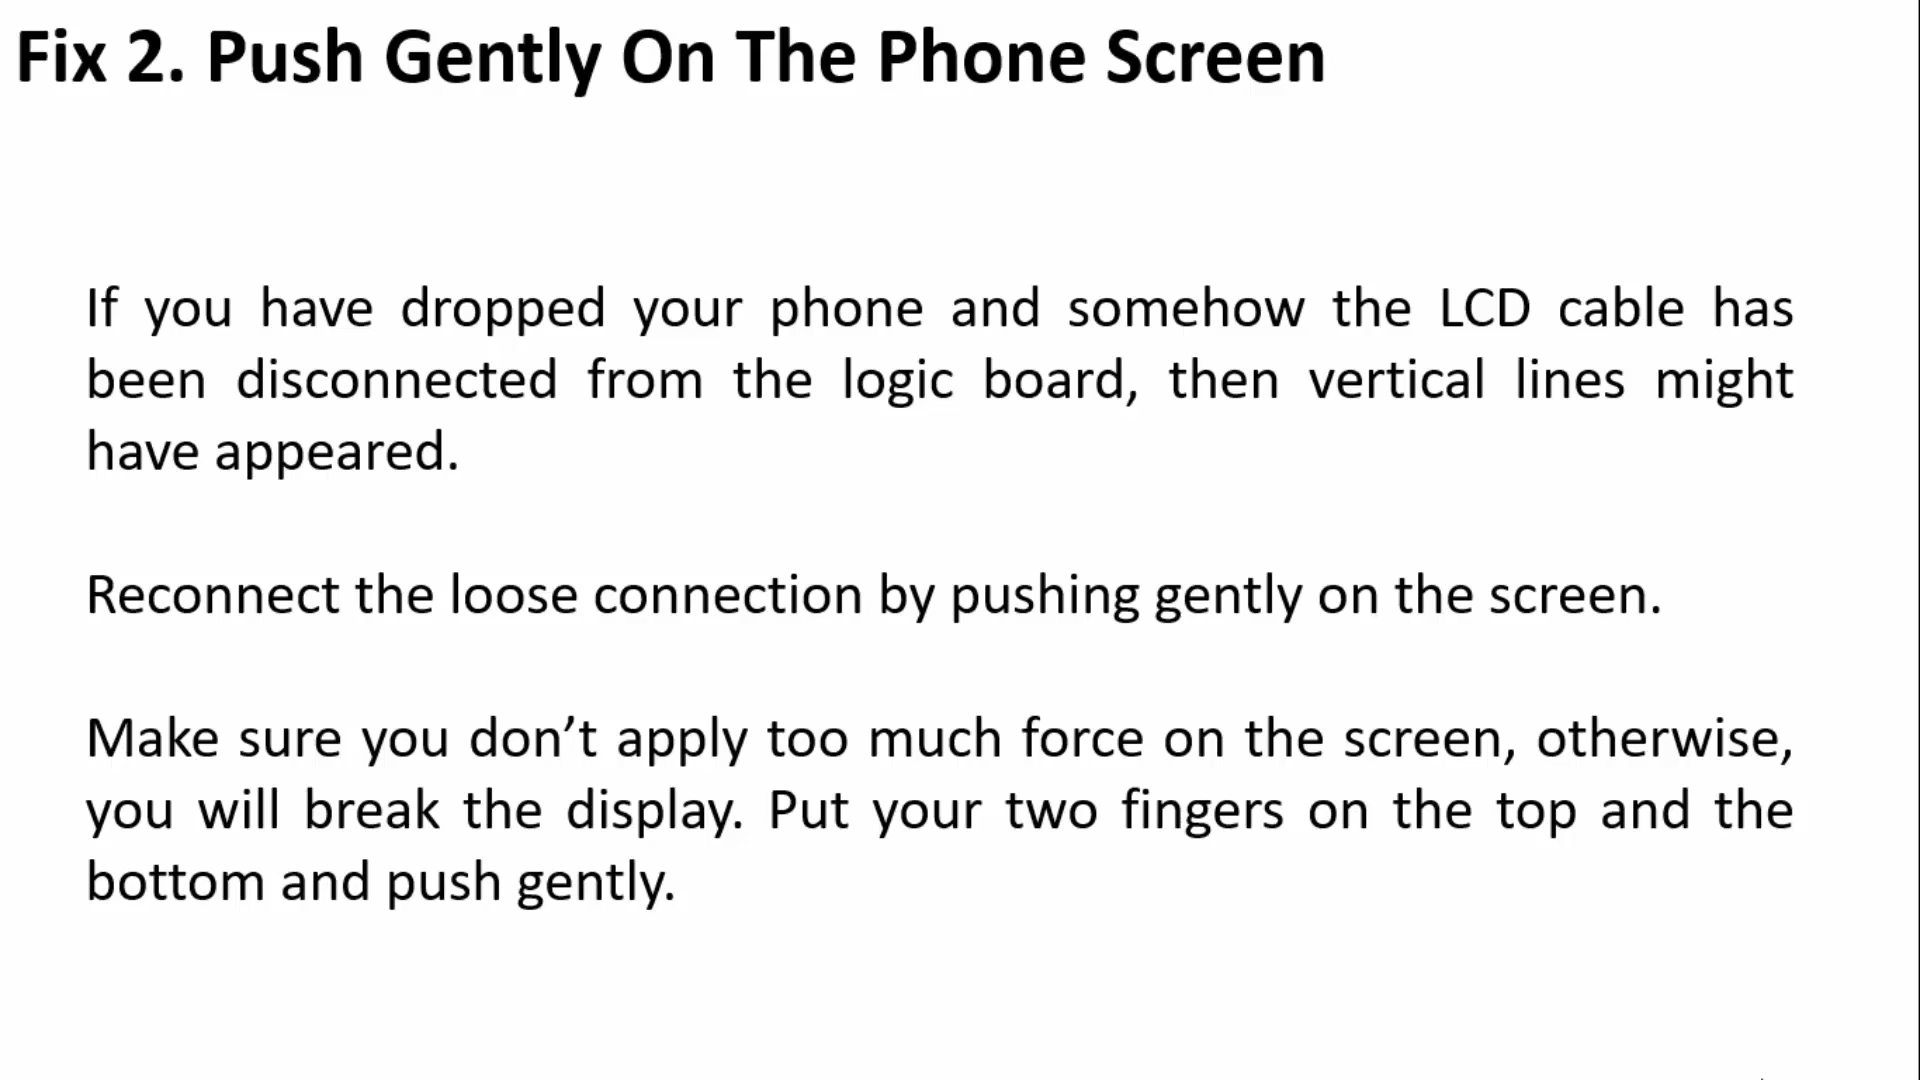 Fix 2. Push Gently On The Phone Screen
If you have dropped your phone and somehow the LCD cable has
been disconnected from the logic board, then vertical lines might
have appeared.
Reconnect the loose connection by pushing gently on the screen.
Make sure you don’t apply too much force on the screen, otherwise,
you will break the display. Put your two fingers on the top and the
bottom and push gently.